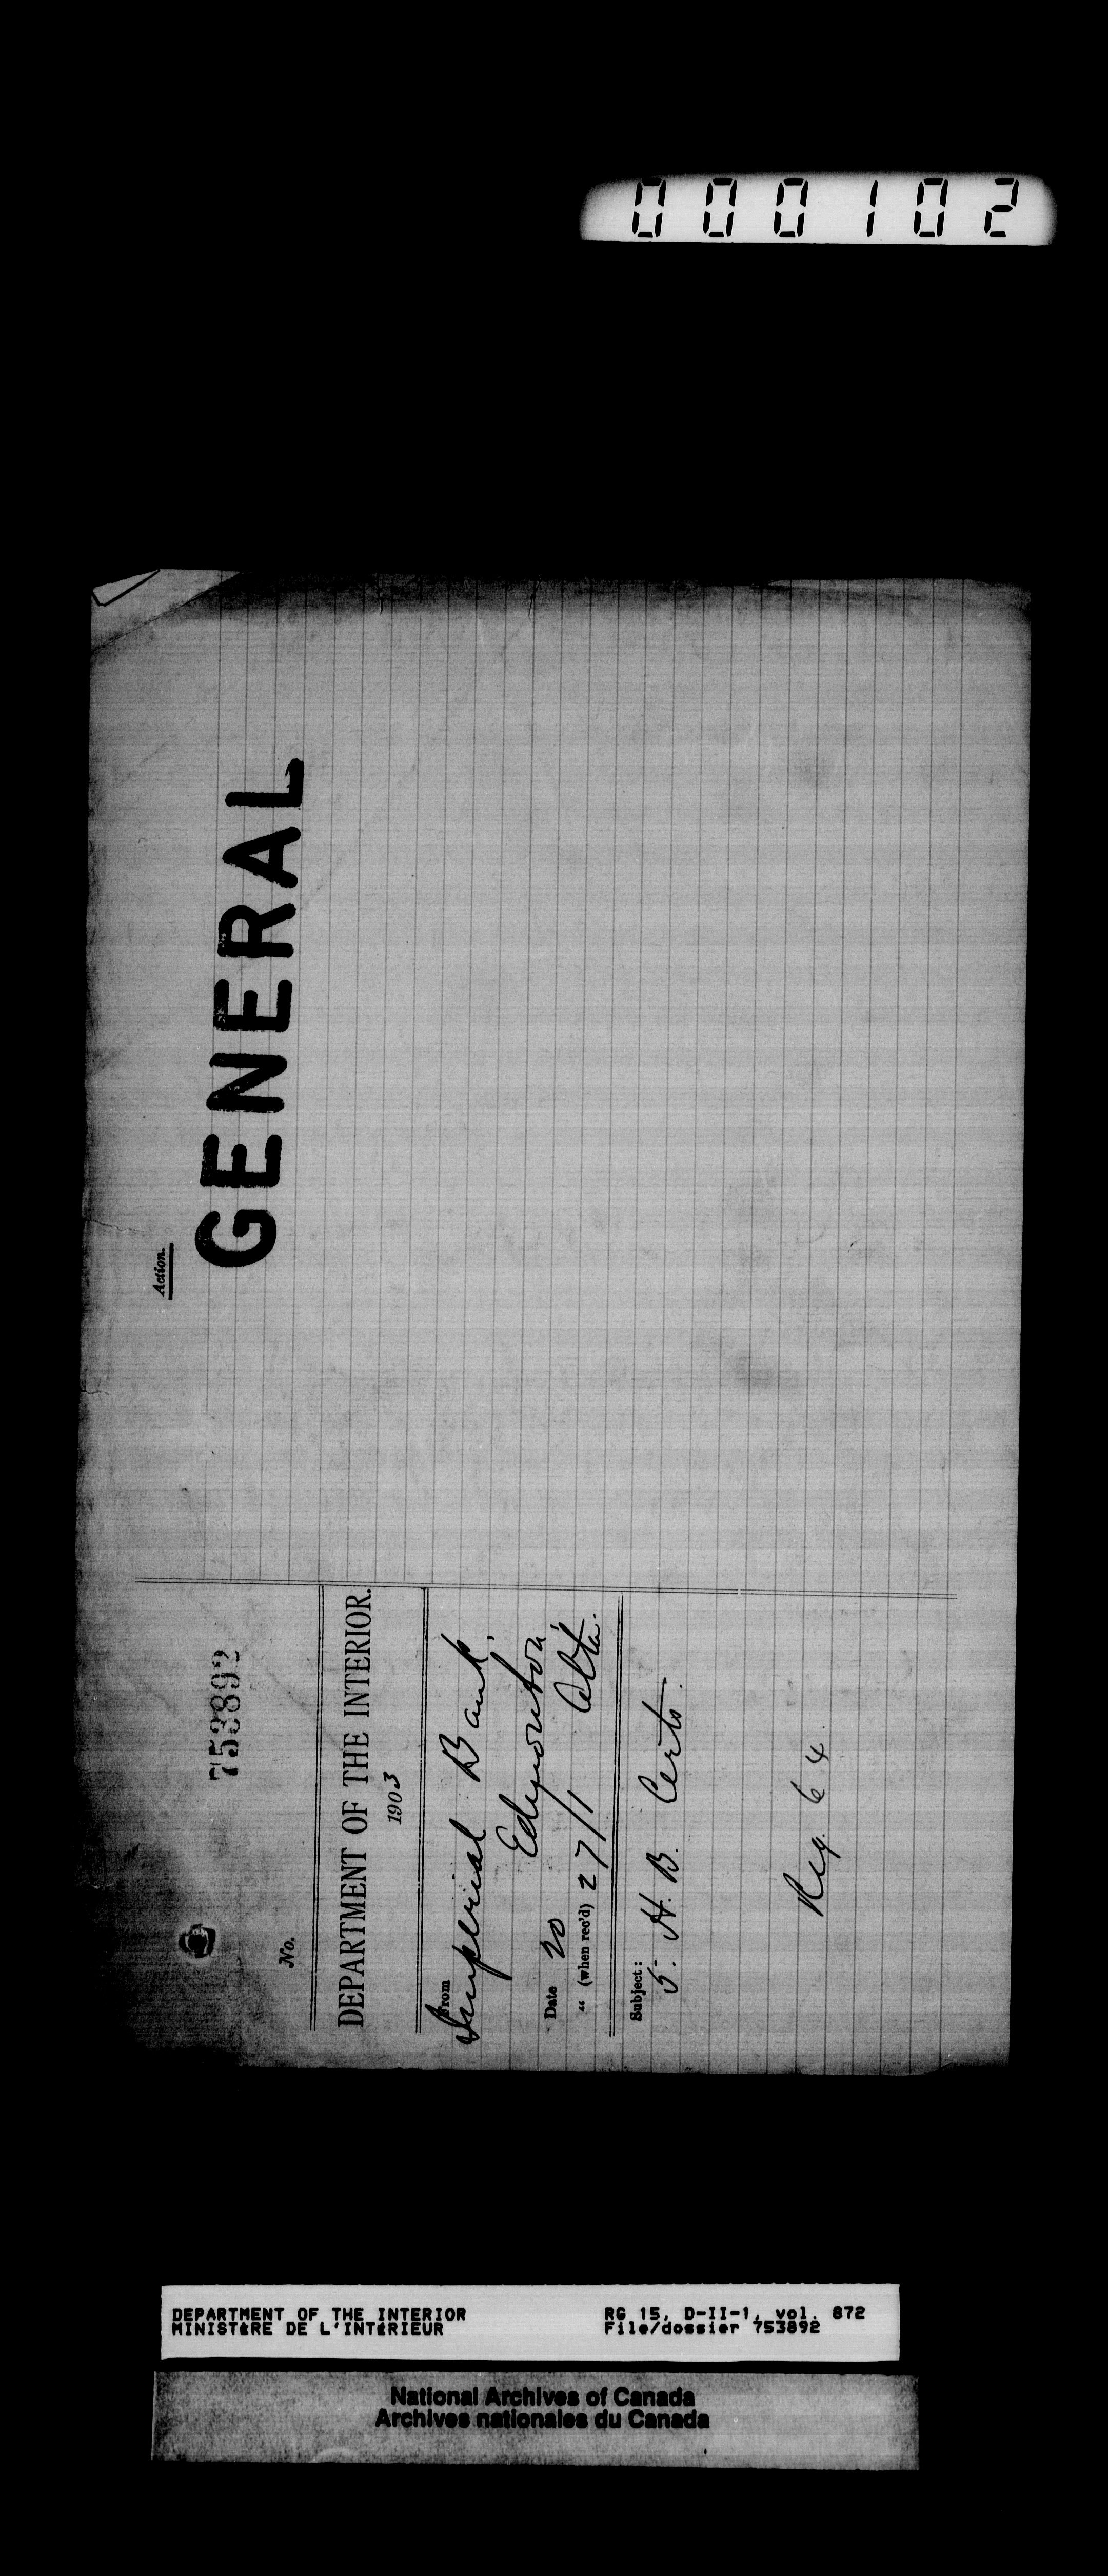 000102
Action.
GENERAL
753892
No.
DEPARTMENT OF THE INTERIOR.
1903
From
Imperial Bank,
Edmonton,
Alta.
Date 20
“ (when rec'd) 27/1
Subject:
5. H. B. Certs.
Reg. 64.
DEPARTMENT OF THE INTERIOR
MINISTÈRE DE L'INTÉRIEUR
RG 15, D-II-1, vol. 872
File/dossier 753892
National Archives of Canada
Archives nationales du Canada